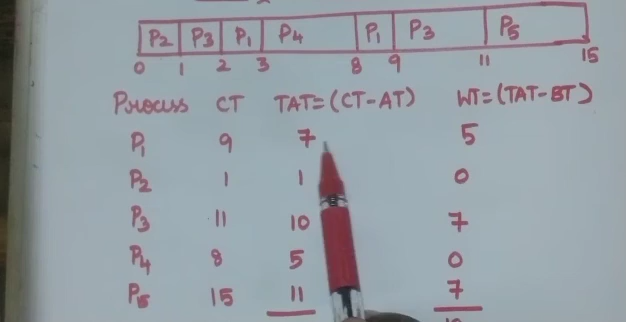 P2 P3 P1 P4 P1 P3 P5
0 1 2 3 8 9 11 15
Process CT TAT=(CT-AT) WT=(TAT-BT)
P1 9 7 5
P2 1 1 0
P3 11 10 7
P4 8 5 0
P5 15 11 7